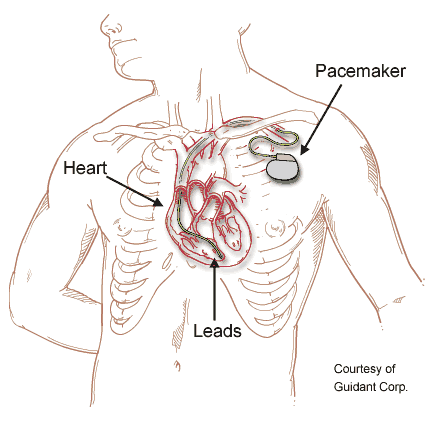 Pacemaker
Heart
Leads
Courtesy of
Guidant Corp.